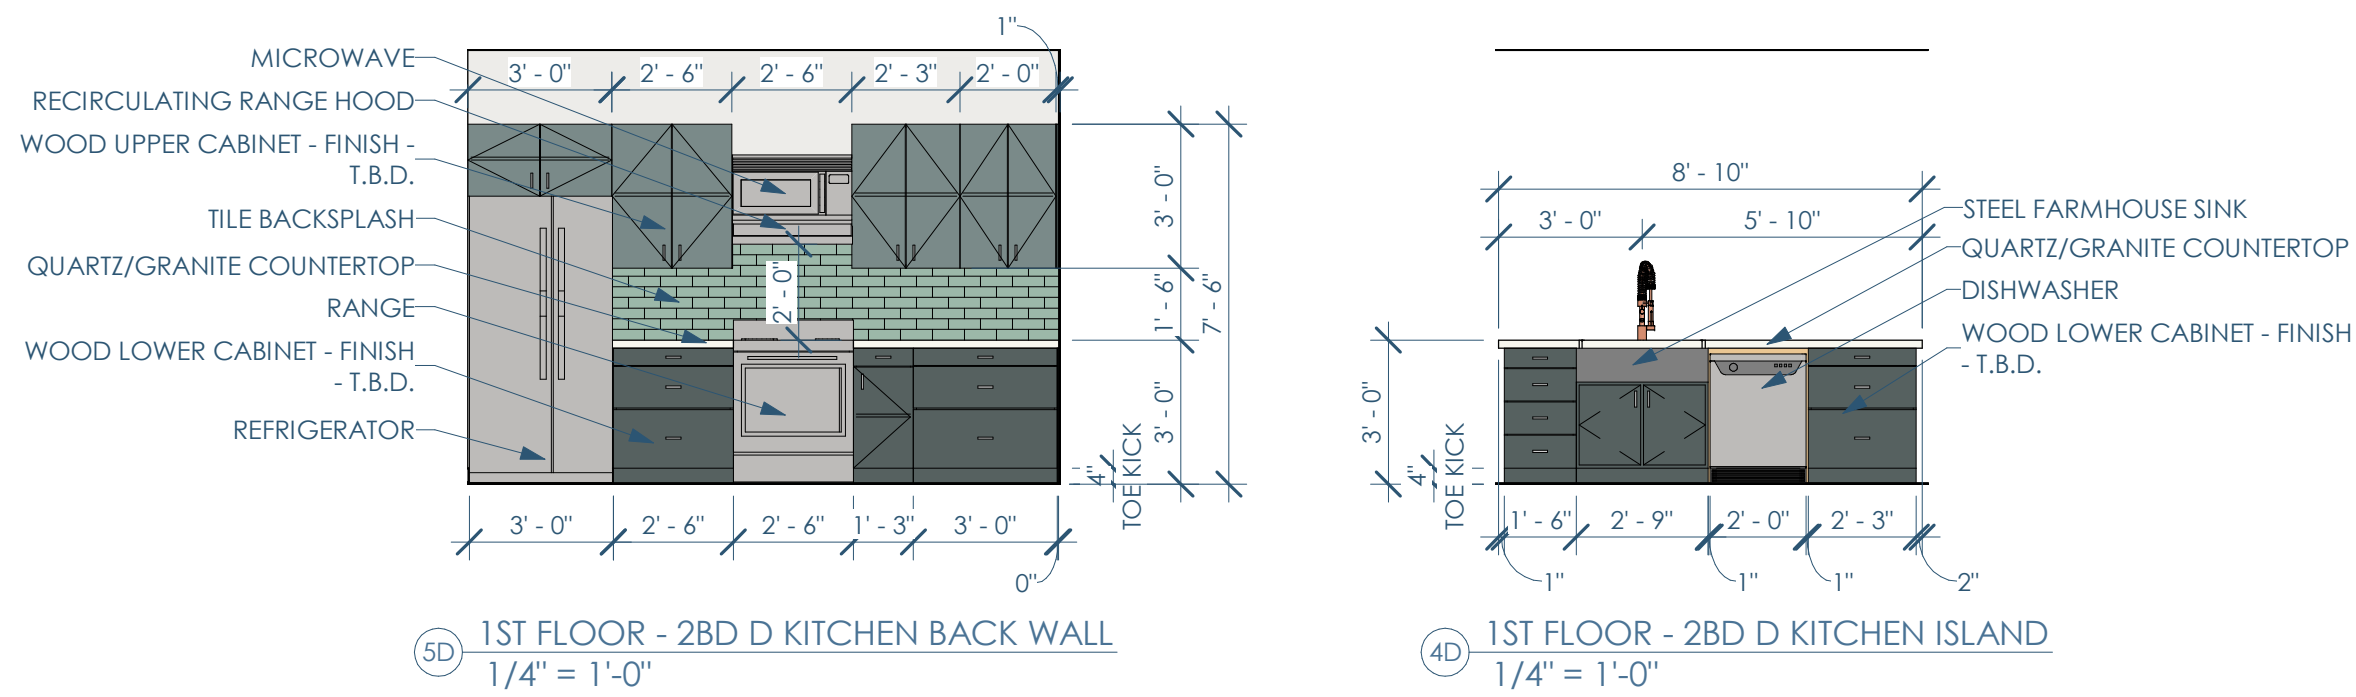 1"
MICROWAVE
RECIRCULATING RANGE HOOD
WOOD UPPER CABINET - FINISH -
T.B.D.
TILE BACKSPLASH
QUARTZ/GRANITE COUNTERTOP
RANGE
WOOD LOWER CABINET - FINISH
- T.B.D.
REFRIGERATOR
3' - 0"
2' - 6"
2' - 6"
2' - 3"
2' - 0"
2' - 0"
3' - 0"
1' - 6"
7' - 6"
3' - 0"
4"
TOE KICK
3' - 0"
2' - 6"
2' - 6"
1' - 3"
3' - 0"
0"
5D
1ST FLOOR - 2BD D KITCHEN BACK WALL
1/4" = 1'-0"
8' - 10"
3' - 0"
5' - 10"
STEEL FARMHOUSE SINK
QUARTZ/GRANITE COUNTERTOP
DISHWASHER
WOOD LOWER CABINET - FINISH
- T.B.D.
3' - 0"
4"
TOE KICK
1' - 6"
2' - 9"
2' - 0"
2' - 3"
1"
1"
1"
2"
4D
1ST FLOOR - 2BD D KITCHEN ISLAND
1/4" = 1'-0"